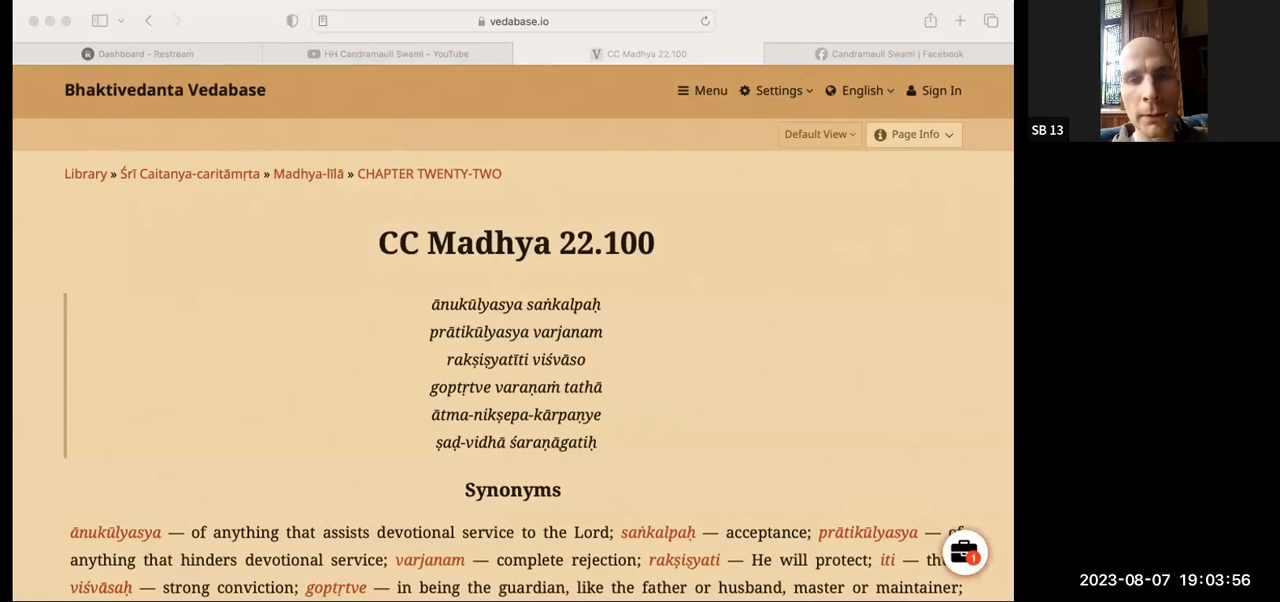 vedabase.io
Dashboard - Restream
HH Candramauli Swami - YouTube
V CC Madhya 22.100
Candramauli Swami | Facebook
Bhaktivedanta Vedabase
Menu Settings English Sign In
Default View Page Info
Library » Śrī Caitanya-caritāmṛta » Madhya-līlā » CHAPTER TWENTY-TWO
CC Madhya 22.100
ānukūlyasya saṅkalpaḥ
prātikūlyasya varjanam
rakṣiṣyatīti viśvāso
goptṛtve varaṇaṁ tathā
ātma-nikṣepa-kārpaṇye
ṣaḍ-vidhā śaraṇāgatiḥ
Synonyms
ānukūlyasya — of anything that assists devotional service to the Lord; saṅkalpaḥ — acceptance; prātikūlyasya — of
anything that hinders devotional service; varjanam — complete rejection; rakṣiṣyati — He will protect; iti —
viśvāsaḥ — strong conviction; goptṛtve — in being the guardian, like the father or husband, master or maintainer;
1
SB 13
2023-08-07 19:03:56